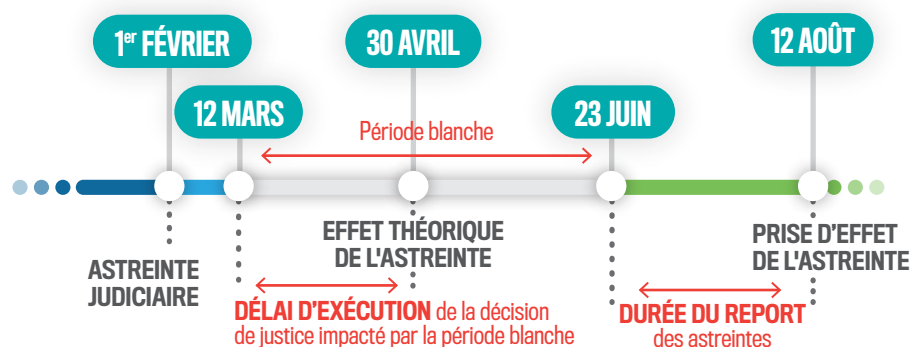 1er FÉVRIER
30 AVRIL
12 AOÛT
12 MARS
Période blanche
23 JUIN
EFFET THÉORIQUE
DE L'ASTREINTE
PRISE D'EFFET
DE L'ASTREINTE
ASTREINTE
JUDICIAIRE
DÉLAI D'EXÉCUTION de la décision
de justice impacté par la période blanche
DURÉE DU REPORT
des astreintes